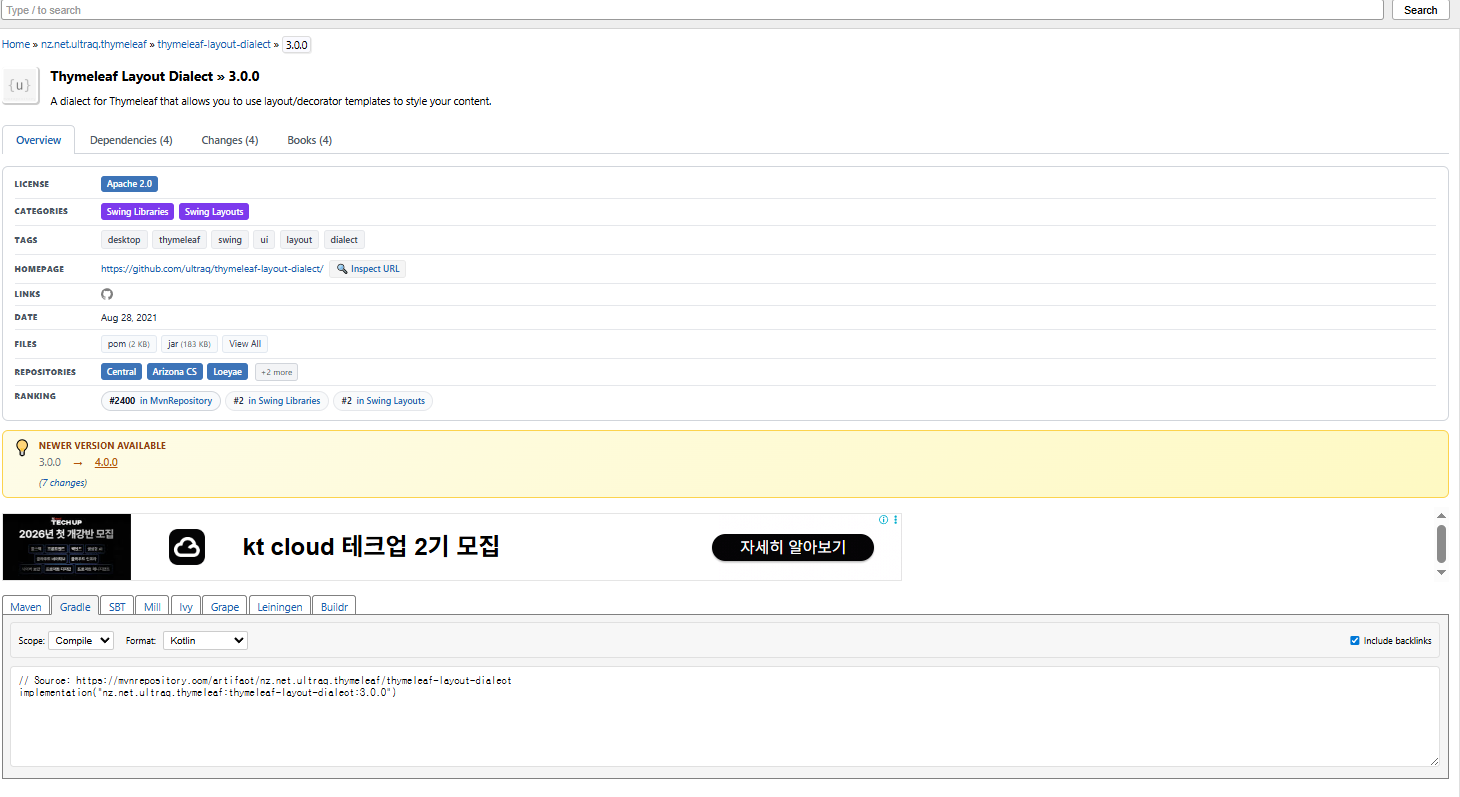 Type / to search
Search
Home » nz.net.ultraq.thymeleaf » thymeleaf-layout-dialect » 3.0.0
{u}
Thymeleaf Layout Dialect » 3.0.0
A dialect for Thymeleaf that allows you to use layout/decorator templates to style your content.
Overview Dependencies (4) Changes (4) Books (4)
LICENSE Apache 2.0
CATEGORIES Swing Libraries Swing Layouts
TAGS desktop thymeleaf swing ui layout dialect
HOMEPAGE https://github.com/ultraq/thymeleaf-layout-dialect/ Inspect URL
LINKS
DATE Aug 28, 2021
FILES pom (2 KB) jar (183 KB) View All
REPOSITORIES Central Arizona CS Loeyae +2 more
RANKING #2400 in MvnRepository #2 in Swing Libraries #2 in Swing Layouts
NEWER VERSION AVAILABLE
3.0.0 → 4.0.0
(7 changes)
TECH UP
2026년 첫 개강반 모집
kt cloud 테크업 2기 모집
자세히 알아보기
Maven Gradle SBT Mill Ivy Grape Leiningen Buildr
Scope: Compile Format: Kotlin Include backlinks
// Source: https://mvnrepository.com/artifact/nz.net.ultraq.thymeleaf/thymeleaf-layout-dialect
implementation("nz.net.ultraq.thymeleaf:thymeleaf-layout-dialect:3.0.0")